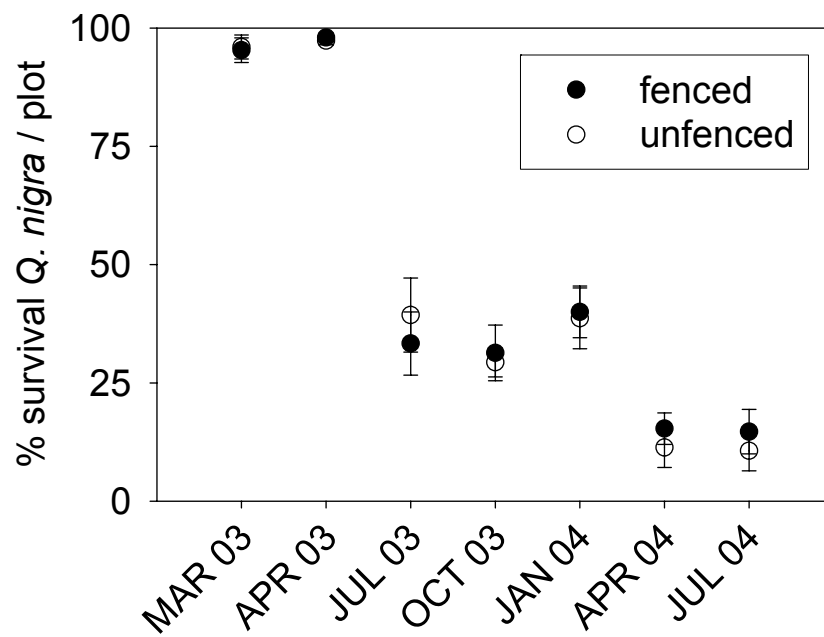 % survival Q. nigra / plot
100
75
50
25
0
fenced
unfenced
MAR 03
APR 03
JUL 03
OCT 03
JAN 04
APR 04
JUL 04